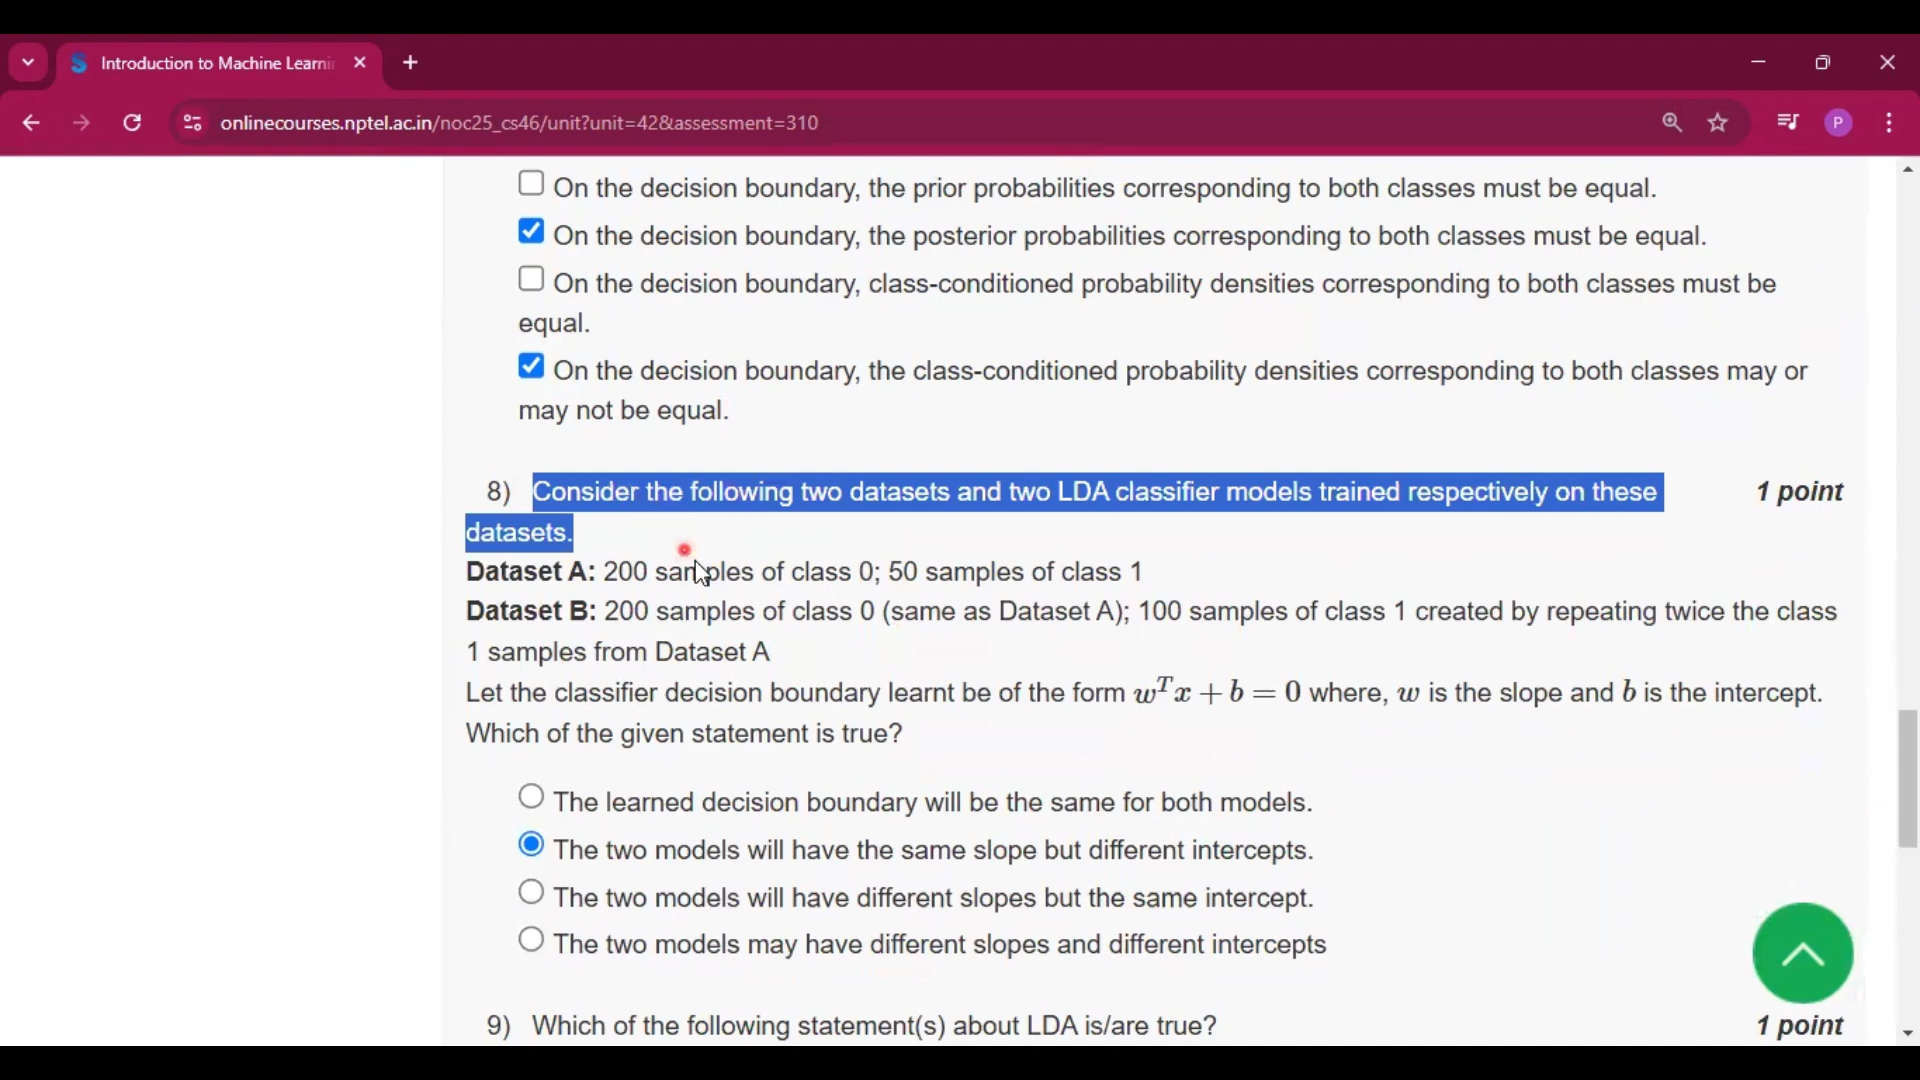 Introduction to Machine Learni
onlinecourses.nptel.ac.in/noc25_cs46/unit?unit=42&assessment=310
P
On the decision boundary, the prior probabilities corresponding to both classes must be equal.
On the decision boundary, the posterior probabilities corresponding to both classes must be equal.
On the decision boundary, class-conditioned probability densities corresponding to both classes must be
equal.
On the decision boundary, the class-conditioned probability densities corresponding to both classes may or
may not be equal.
8) Consider the following two datasets and two LDA classifier models trained respectively on these 1 point
datasets.
Dataset A: 200 samples of class 0; 50 samples of class 1
Dataset B: 200 samples of class 0 (same as Dataset A); 100 samples of class 1 created by repeating twice the class
1 samples from Dataset A
Let the classifier decision boundary learnt be of the form $w^T x + b = 0$ where, $w$ is the slope and $b$ is the intercept.
Which of the given statement is true?
The learned decision boundary will be the same for both models.
The two models will have the same slope but different intercepts.
The two models will have different slopes but the same intercept.
The two models may have different slopes and different intercepts
9) Which of the following statement(s) about LDA is/are true? 1 point